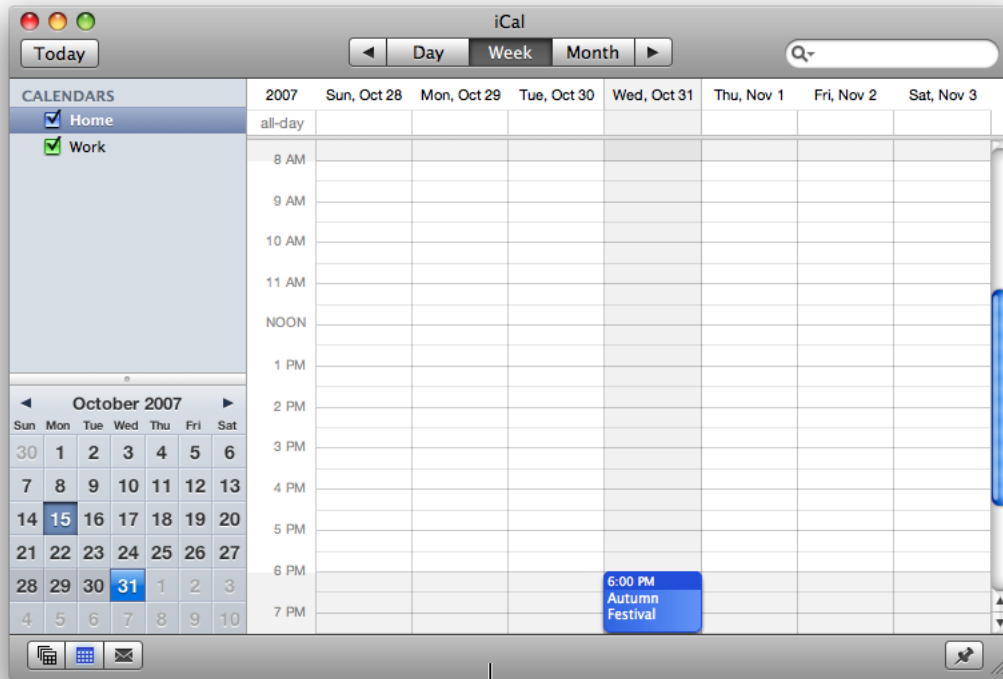 iCal
Today
Day Week Month
CALENDARS
Home
Work
2007 Sun, Oct 28 Mon, Oct 29 Tue, Oct 30 Wed, Oct 31 Thu, Nov 1 Fri, Nov 2 Sat, Nov 3
all-day
8 AM
9 AM
10 AM
11 AM
NOON
1 PM
2 PM
3 PM
4 PM
5 PM
6 PM
7 PM
6:00 PM
Autumn
Festival
October 2007
Sun Mon Tue Wed Thu Fri Sat
30 1 2 3 4 5 6
7 8 9 10 11 12 13
14 15 16 17 18 19 20
21 22 23 24 25 26 27
28 29 30 31 1 2 3
4 5 6 7 8 9 10